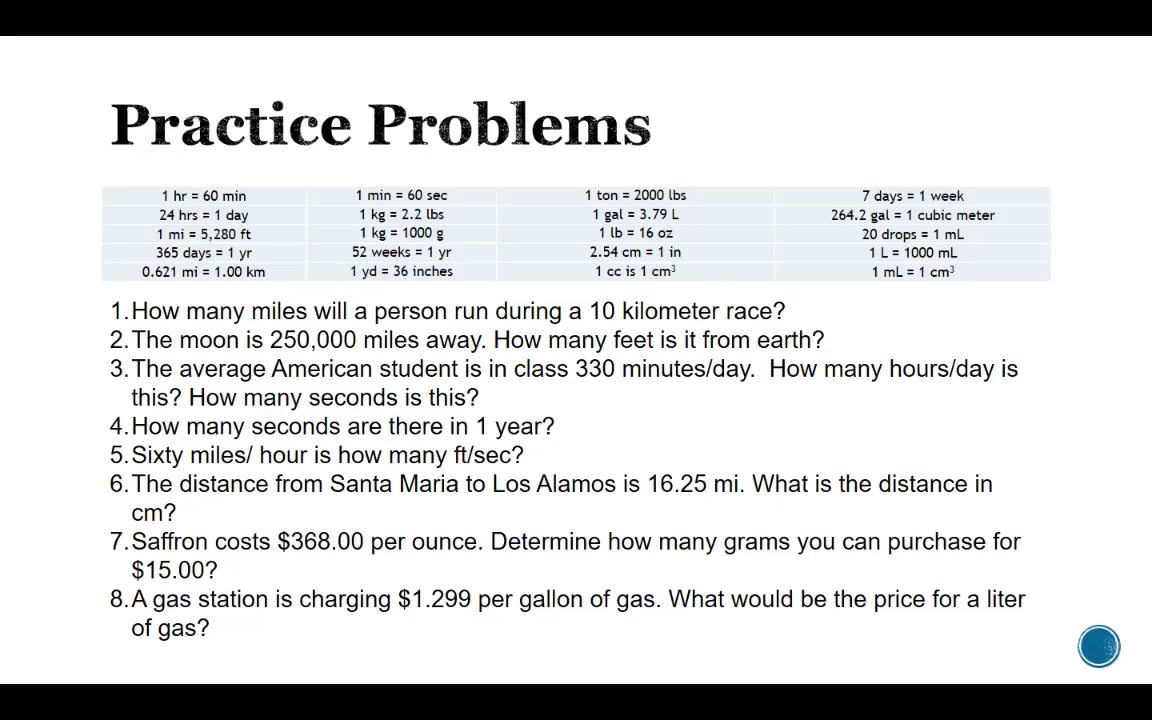 Practice Problems
1 hr = 60 min 1 min = 60 sec 1 ton = 2000 lbs 7 days = 1 week
24 hrs = 1 day 1 kg = 2.2 lbs 1 gal = 3.79 L 264.2 gal = 1 cubic meter
1 mi = 5,280 ft 1 kg = 1000 g 1 lb = 16 oz 20 drops = 1 mL
365 days = 1 yr 52 weeks = 1 yr 2.54 cm = 1 in 1 L = 1000 mL
0.621 mi = 1.00 km 1 yd = 36 inches 1 cc is 1 cm³ 1 mL = 1 cm³
1. How many miles will a person run during a 10 kilometer race?
2. The moon is 250,000 miles away. How many feet is it from earth?
3. The average American student is in class 330 minutes/day. How many hours/day is
this? How many seconds is this?
4. How many seconds are there in 1 year?
5. Sixty miles/ hour is how many ft/sec?
6. The distance from Santa Maria to Los Alamos is 16.25 mi. What is the distance in
cm?
7. Saffron costs $368.00 per ounce. Determine how many grams you can purchase for
$15.00?
8. A gas station is charging $1.299 per gallon of gas. What would be the price for a liter
of gas?